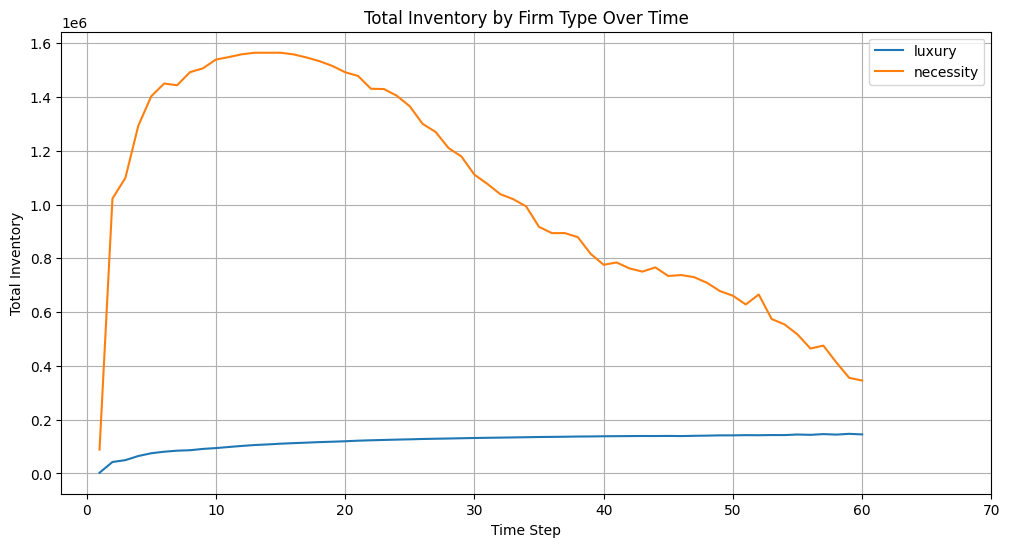 Total Inventory by Firm Type Over Time
1e6
luxury
necessity
1.6
1.4
1.2
1.0
0.8
0.6
0.4
0.2
0.0
Total Inventory
0 10 20 30 40 50 60 70
Time Step